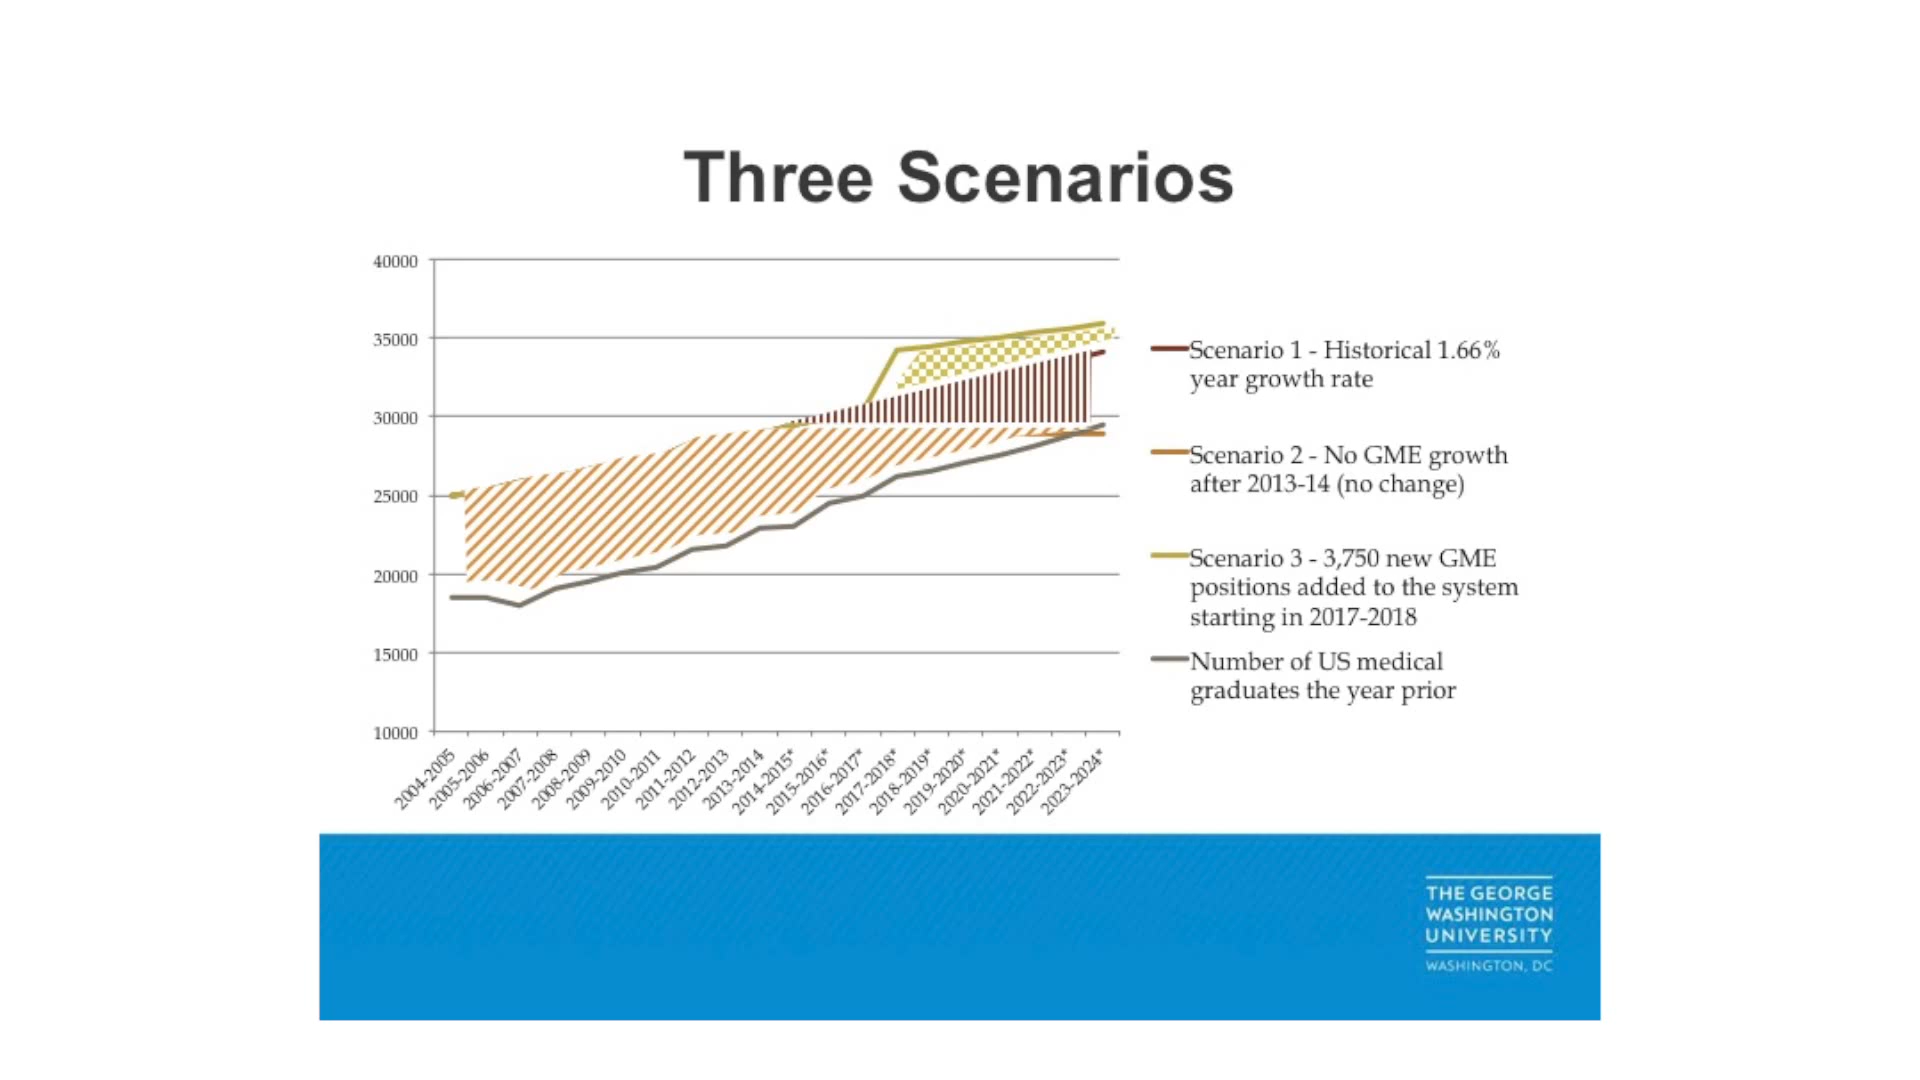 Three Scenarios
40000
35000
30000
25000
20000
15000
10000
2004-2005
2005-2006
2006-2007
2007-2008
2008-2009
2009-2010
2010-2011
2011-2012
2012-2013
2013-2014
2014-2015*
2015-2016*
2016-2017*
2017-2018*
2018-2019*
2019-2020*
2020-2021*
2021-2022*
2022-2023*
2023-2024*
Scenario 1 - Historical 1.66%
year growth rate
Scenario 2 - No GME growth
after 2013-14 (no change)
Scenario 3 - 3,750 new GME
positions added to the system
starting in 2017-2018
Number of US medical
graduates the year prior
THE GEORGE
WASHINGTON
UNIVERSITY
WASHINGTON, DC